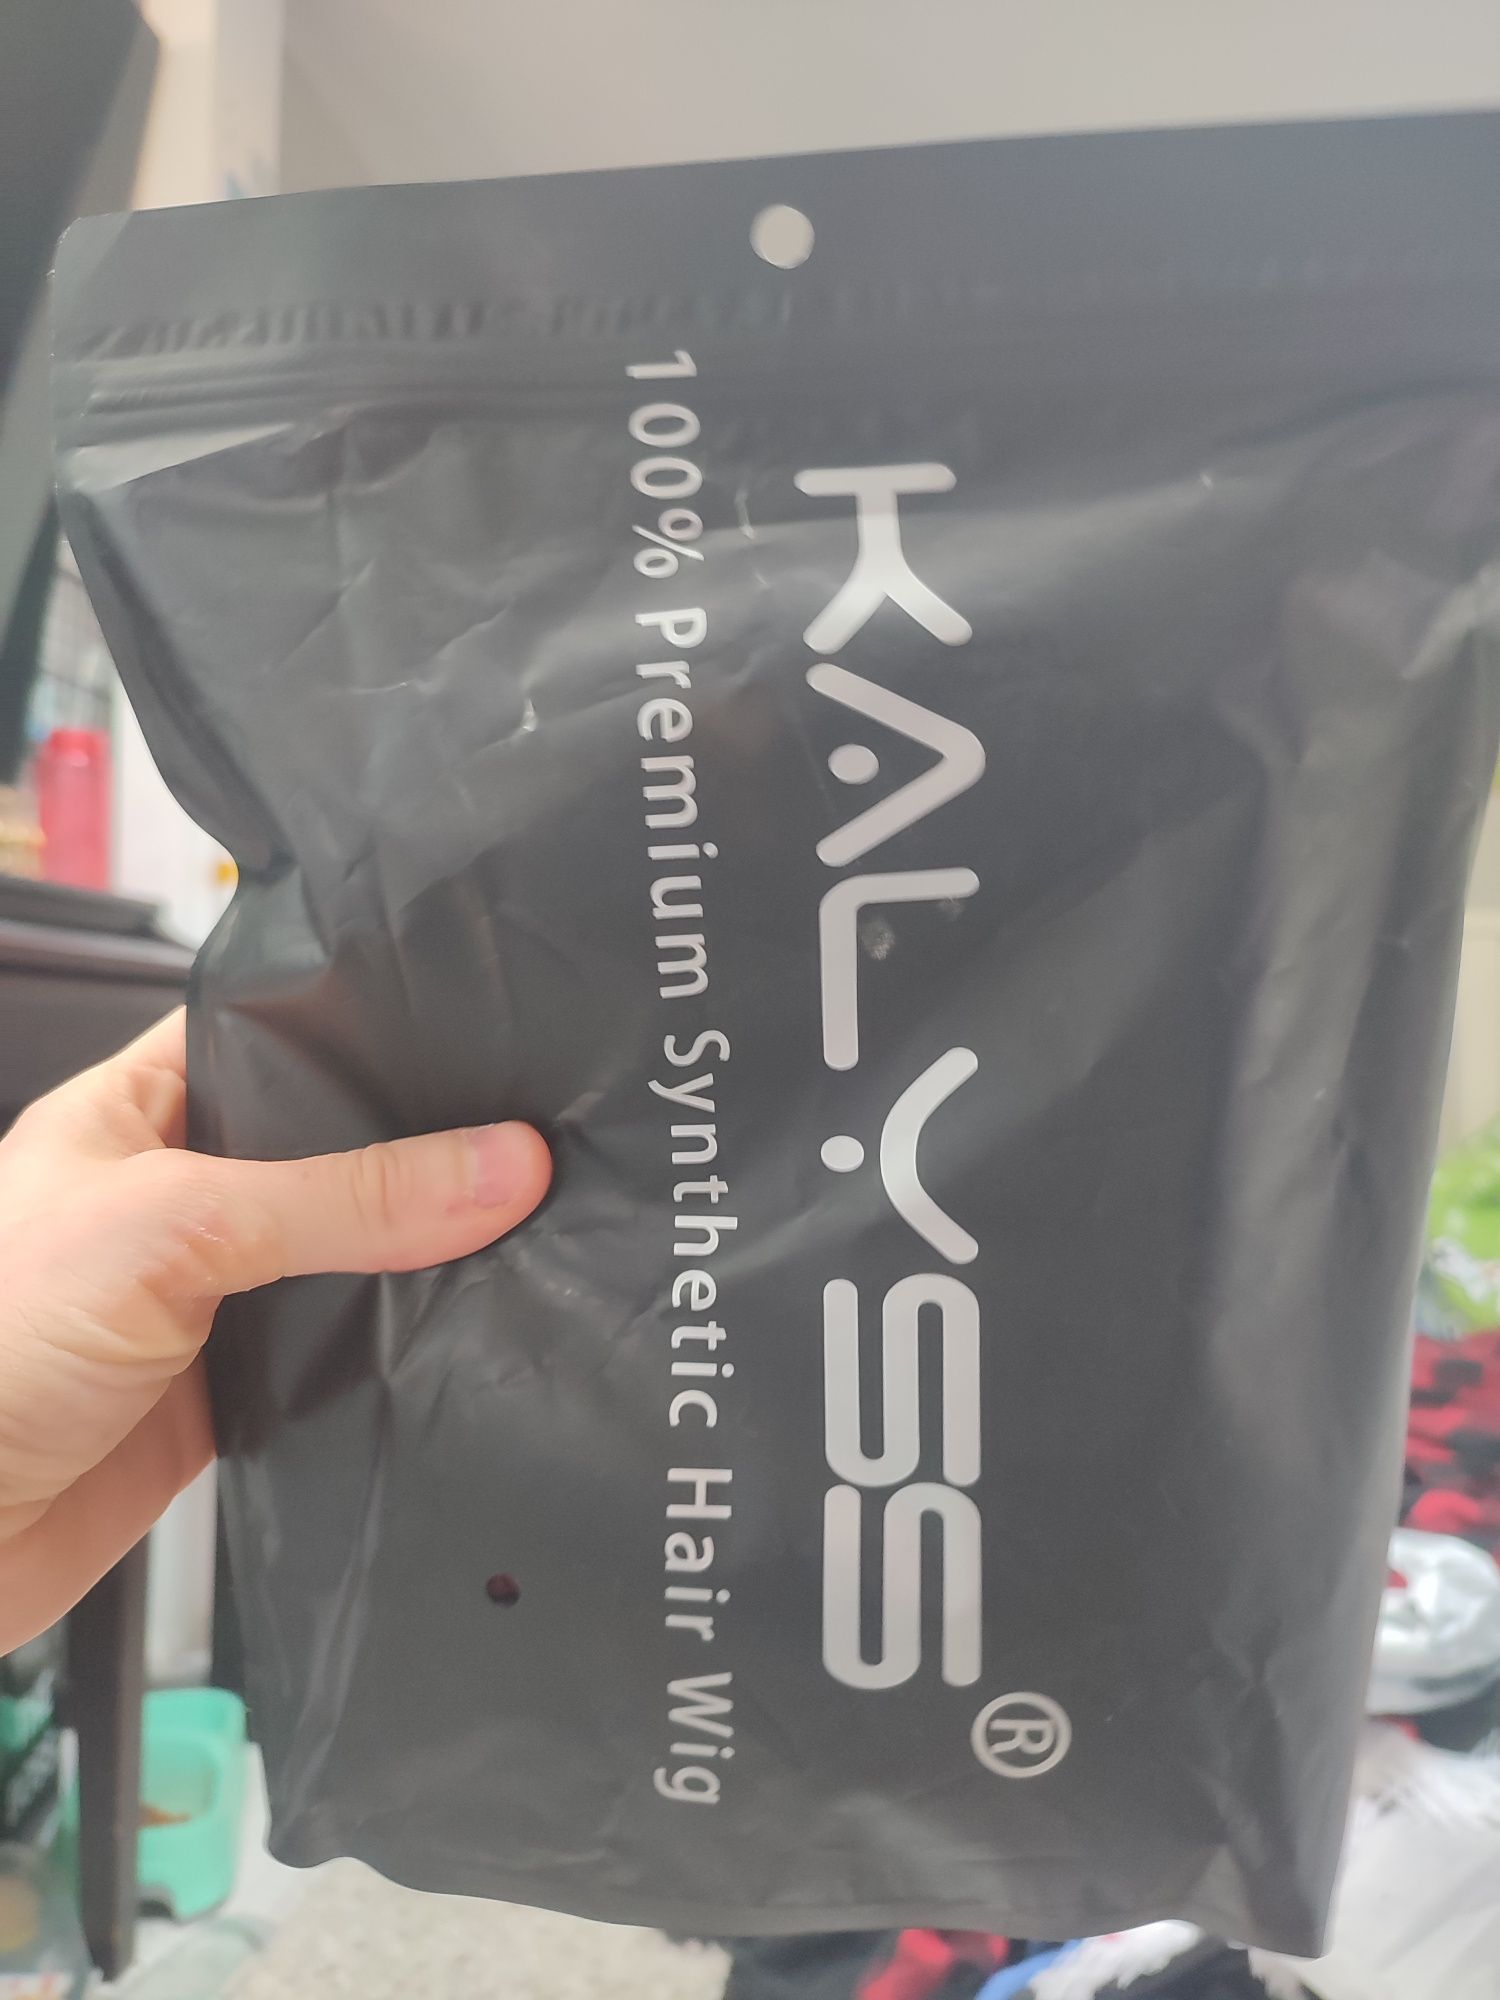 KALYSS®
100% Premium Synthetic Hair Wig